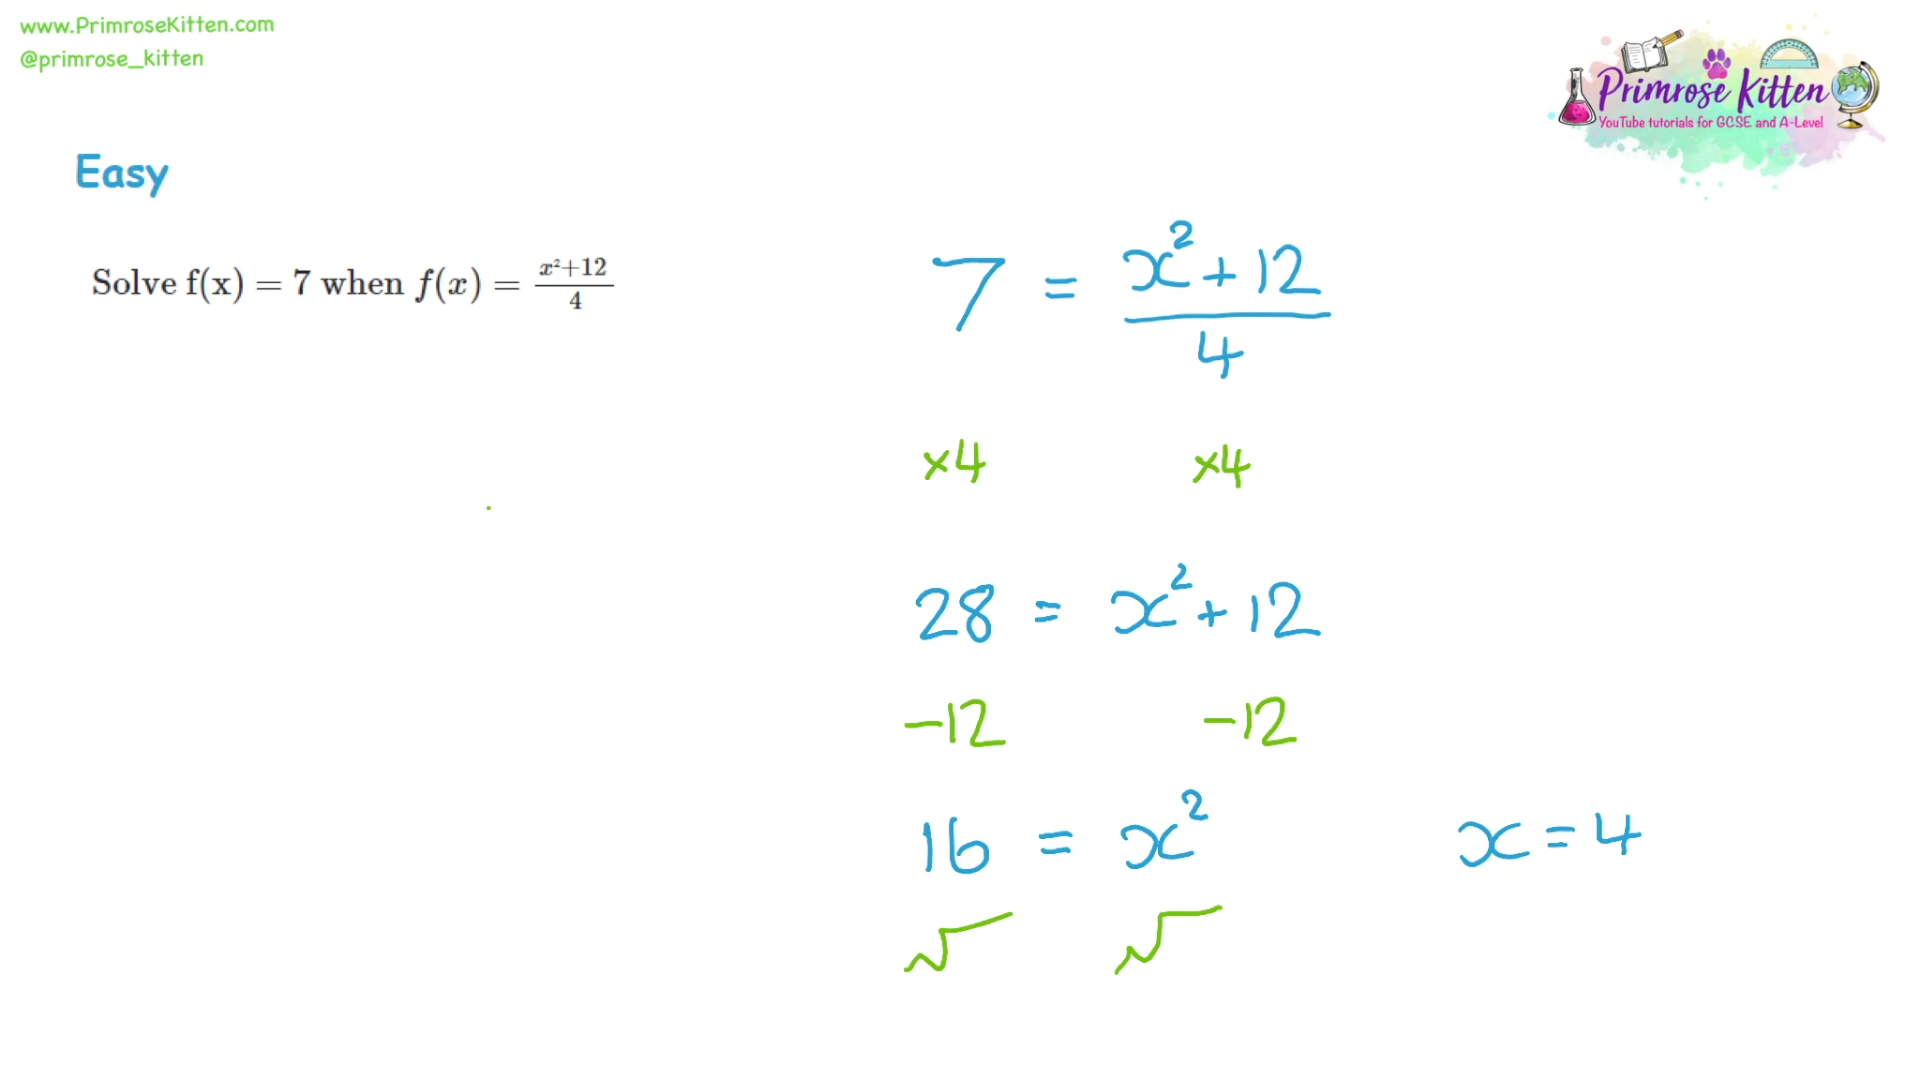 www.PrimroseKitten.com
@primrose_kitten
Primrose Kitten
YouTube tutorials for GCSE and A-Level
Easy
Solve f(x) = 7 when f(x) = (x²+12)/4
7 = (x²+12)/4
×4 ×4
28 = x²+12
-12 -12
16 = x² x = 4
√ √